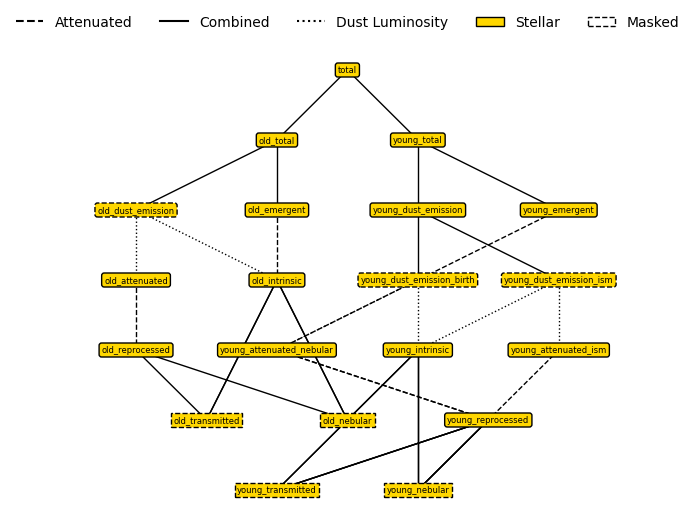 Attenuated Combined Dust Luminosity Stellar Masked
total
old_total young_total
old_dust_emission old_emergent young_dust_emission young_emergent
old_attenuated old_intrinsic young_dust_emission_birth young_dust_emission_ism
old_reprocessed young_attenuated_nebular young_intrinsic young_attenuated_ism
old_transmitted old_nebular young_reprocessed
young_transmitted young_nebular